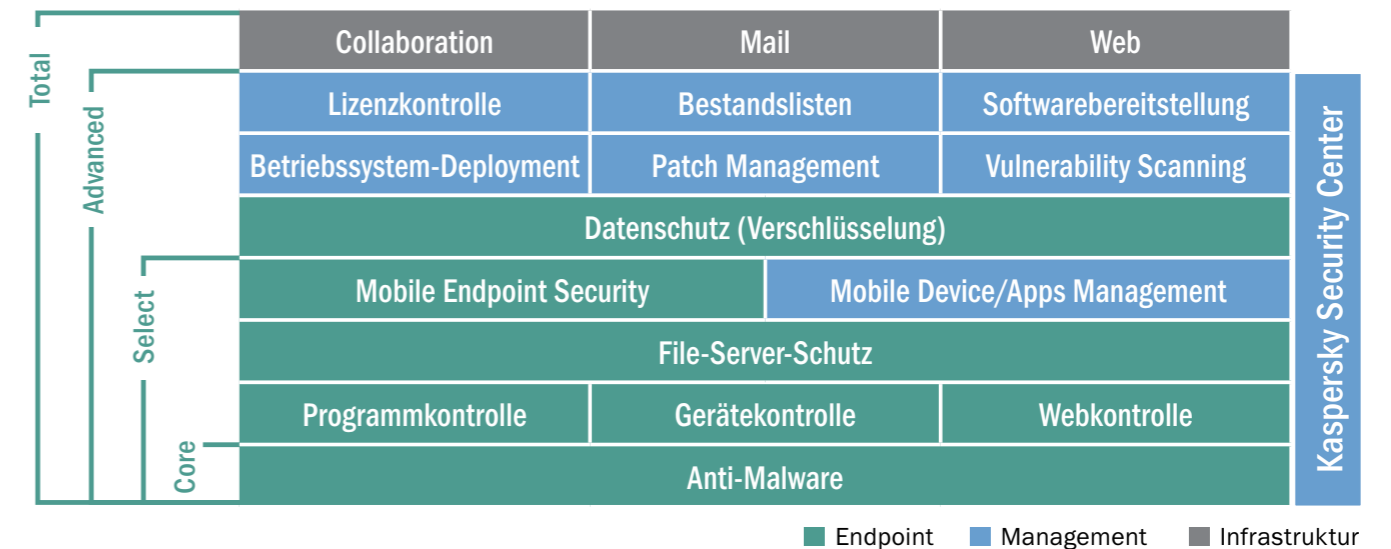 Total
Advanced
Select
Core
Collaboration Mail Web
Lizenzkontrolle Bestandslisten Softwarebereitstellung
Betriebssystem-Deployment Patch Management Vulnerability Scanning
Datenschutz (Verschlüsselung)
Mobile Endpoint Security Mobile Device/Apps Management
File-Server-Schutz
Programmkontrolle Gerätekontrolle Webkontrolle
Anti-Malware
Kaspersky Security Center
Endpoint Management Infrastruktur